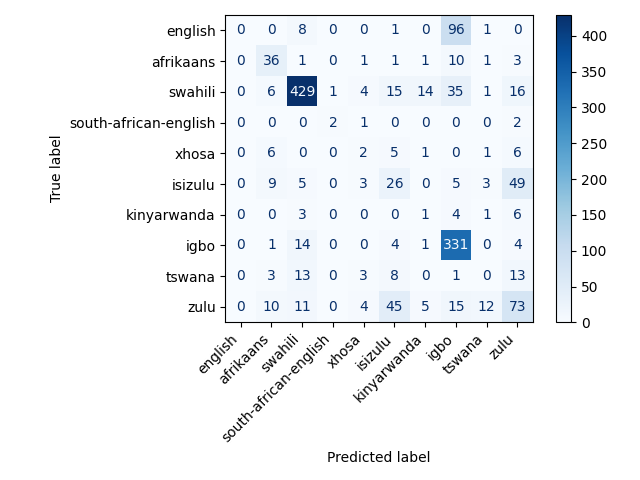 english 0 0 8 0 0 1 0 96 1 0
afrikaans 0 36 1 0 1 1 1 10 1 3
swahili 0 6 429 1 4 15 14 35 1 16
south-african-english 0 0 0 2 1 0 0 0 0 2
xhosa 0 6 0 0 2 5 1 0 1 6
isizulu 0 9 5 0 3 26 0 5 3 49
kinyarwanda 0 0 3 0 0 0 1 4 1 6
igbo 0 1 14 0 0 4 1 331 0 4
tswana 0 3 13 0 3 8 0 1 0 13
zulu 0 10 11 0 4 45 5 15 12 73
True label
english
afrikaans
swahili
south-african-english
xhosa
isizulu
kinyarwanda
igbo
tswana
zulu
Predicted label
400
350
300
250
200
150
100
50
0